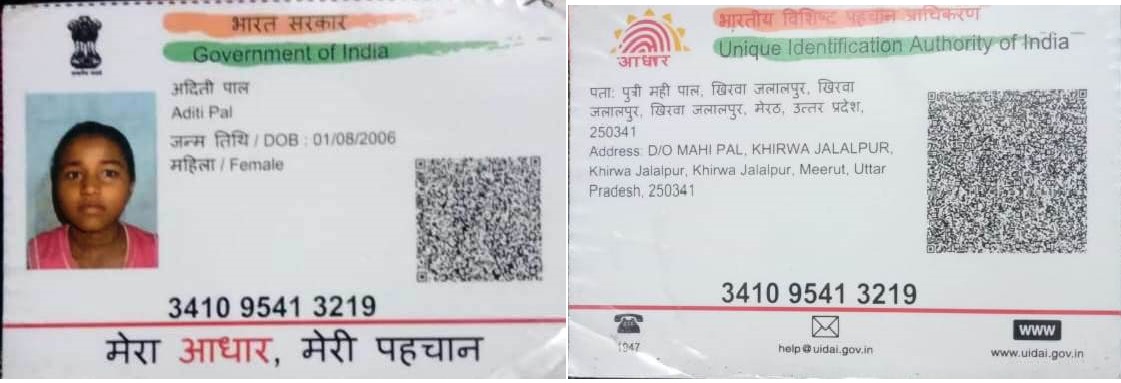 भारत सरकार
Government of India
अदिती पाल
Aditi Pal
जन्म तिथि / DOB : 01/08/2006
महिला / Female
3410 9541 3219
मेरा आधार, मेरी पहचान
भारतीय विशिष्ट पहचान प्राधिकरण
Unique Identification Authority of India
आधार
पता: पुत्री मही पाल, खिरवा जलालपुर, खिरवा
जलालपुर, खिरवा जलालपुर, मेरठ, उत्तर प्रदेश,
250341
Address: D/O MAHI PAL, KHIRWA JALALPUR,
Khirwa Jalalpur, Khirwa Jalalpur, Meerut, Uttar
Pradesh, 250341
3410 9541 3219
1947
help@uidai.gov.in
www
www.uidai.gov.in